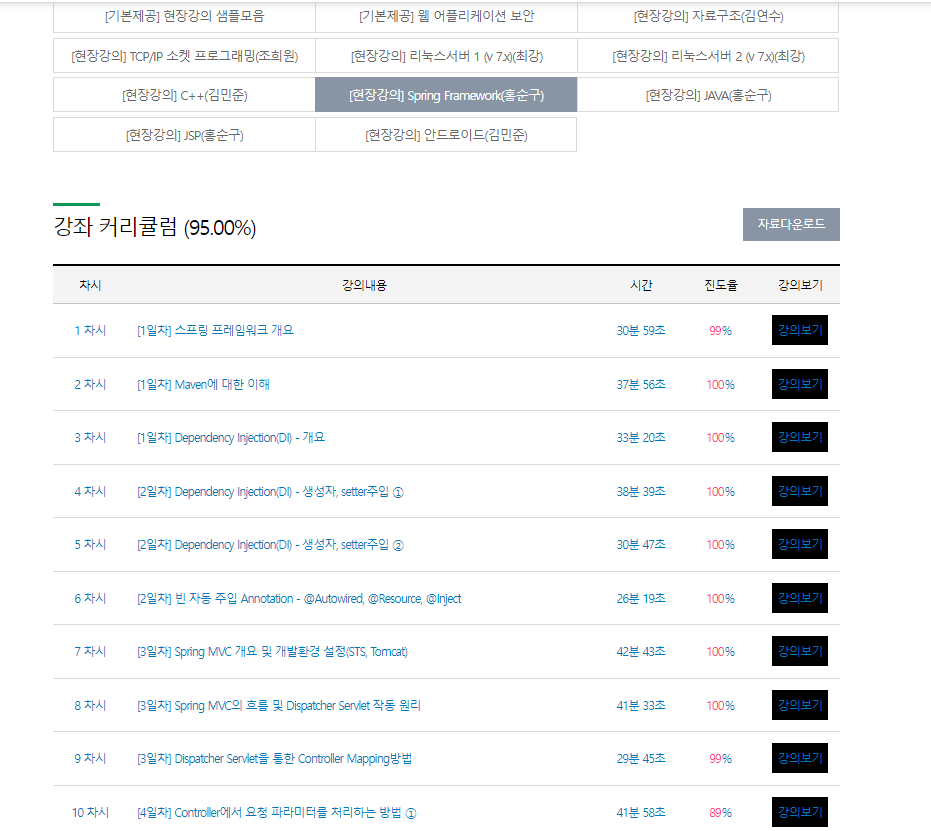 [기본제공] 현장강의 샘플모음 [기본제공] 웹 어플리케이션 보안 [현장강의] 자료구조(김연수)
[현장강의] TCP/IP 소켓 프로그래밍(조희원) [현장강의] 리눅스서버 1 (v 7.x)(최강) [현장강의] 리눅스서버 2 (v 7.x)(최강)
[현장강의] C++(김민준) [현장강의] Spring Framework(홍순구) [현장강의] JAVA(홍순구)
[현장강의] JSP(홍순구) [현장강의] 안드로이드(김민준)
강좌 커리큘럼 (95.00%) 자료다운로드
차시 강의내용 시간 진도율 강의보기
1 차시 [1일차] 스프링 프레임워크 개요 30분 59초 99% 강의보기
2 차시 [1일차] Maven에 대한 이해 37분 56초 100% 강의보기
3 차시 [1일차] Dependency Injection(DI) - 개요 33분 20초 100% 강의보기
4 차시 [2일차] Dependency Injection(DI) - 생성자, setter주입 ① 38분 39초 100% 강의보기
5 차시 [2일차] Dependency Injection(DI) - 생성자, setter주입 ② 30분 47초 100% 강의보기
6 차시 [2일차] 빈 자동 주입 Annotation - @Autowired, @Resource, @Inject 26분 19초 100% 강의보기
7 차시 [3일차] Spring MVC 개요 및 개발환경 설정(STS, Tomcat) 42분 43초 100% 강의보기
8 차시 [3일차] Spring MVC의 흐름 및 Dispatcher Servlet 작동 원리 41분 33초 100% 강의보기
9 차시 [3일차] Dispatcher Servlet을 통한 Controller Mapping방법 29분 45초 99% 강의보기
10 차시 [4일차] Controller에서 요청 파라미터를 처리하는 방법 ① 41분 58초 89% 강의보기